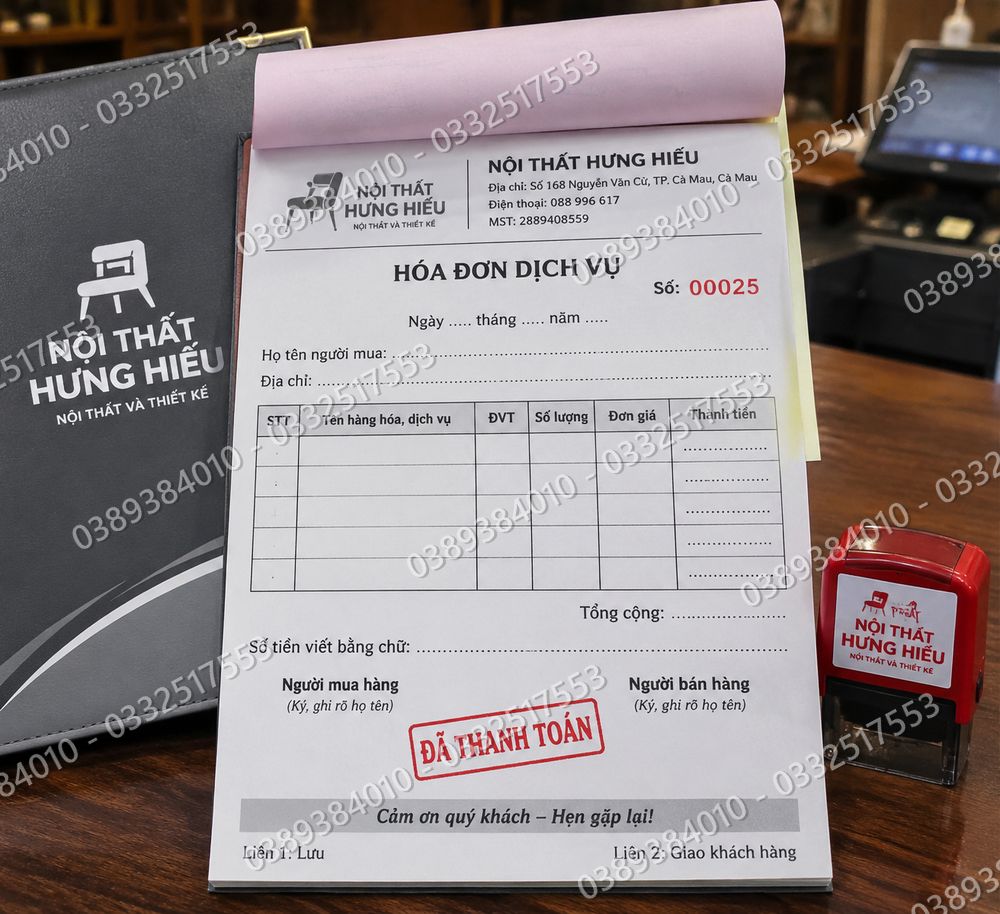 NỘI THẤT
HƯNG HIẾU
NỘI THẤT VÀ THIẾT KẾ
NỘI THẤT
HƯNG HIẾU
NỘI THẤT VÀ THIẾT KẾ
NỘI THẤT HƯNG HIẾU
Địa chỉ: Số 168 Nguyễn Văn Cừ, TP. Cà Mau, Cà Mau
Điện thoại: 088 996 617
MST: 2889408559
HÓA ĐƠN DỊCH VỤ
Số: 00025
Ngày ..... tháng ..... năm .....
Họ tên người mua: ..........
Địa chỉ: ..........
STT Tên hàng hóa, dịch vụ ĐVT Số lượng Đơn giá Thành tiền
Tổng cộng: ..........
Số tiền viết bằng chữ: ..........
Người mua hàng Người bán hàng
(Ký, ghi rõ họ tên) (Ký, ghi rõ họ tên)
ĐÃ THANH TOÁN
Cảm ơn quý khách – Hẹn gặp lại!
Liên 1: Lưu Liên 2: Giao khách hàng
NỘI THẤT
HƯNG HIẾU
NỘI THẤT VÀ THIẾT KẾ
0389384010 - 0332517553